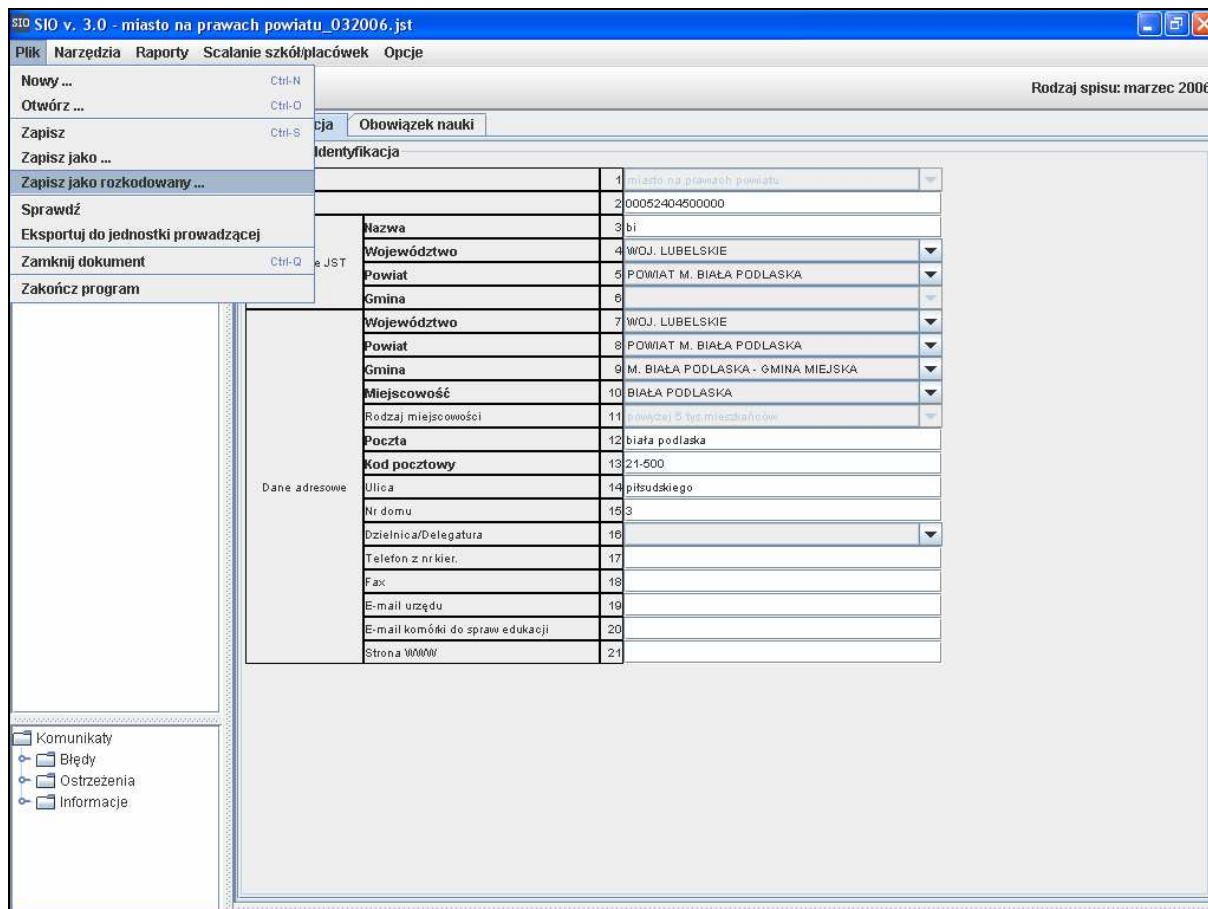 SIO SIO v. 3.0 - miasto na prawach powiatu_032006.jst
Plik Narzędzia Raporty Scalanie szkół/placówek Opcje
Nowy ... Ctrl-N
Otwórz ... Ctrl-O
Zapisz Ctrl-S
Zapisz jako ...
Zapisz jako rozkodowany ...
Sprawdź
Eksportuj do jednostki prowadzącej
Zamknij dokument Ctrl-Q
Zakończ program
Rodzaj spisu: marzec 2006
cja Obowiązek nauki
Identyfikacja
1 miasto na prawach powiatu
2 00052404500000
e JST
Nazwa 3 bi
Województwo 4 WOJ. LUBELSKIE
Powiat 5 POWIAT M. BIAŁA PODLASKA
Gmina 6
Dane adresowe
Województwo 7 WOJ. LUBELSKIE
Powiat 8 POWIAT M. BIAŁA PODLASKA
Gmina 9 M. BIAŁA PODLASKA - GMINA MIEJSKA
Miejscowość 10 BIAŁA PODLASKA
Rodzaj miejscowości 11 powyżej 5 tys.mieszkańców
Poczta 12 biała podlaska
Kod pocztowy 13 21-500
Ulica 14 piłsudskiego
Nr domu 15 3
Dzielnica/Delegatura 16
Telefon z nr kier. 17
Fax 18
E-mail urzędu 19
E-mail komórki do spraw edukacji 20
Strona WWW 21
Komunikaty
Błędy
Ostrzeżenia
Informacje